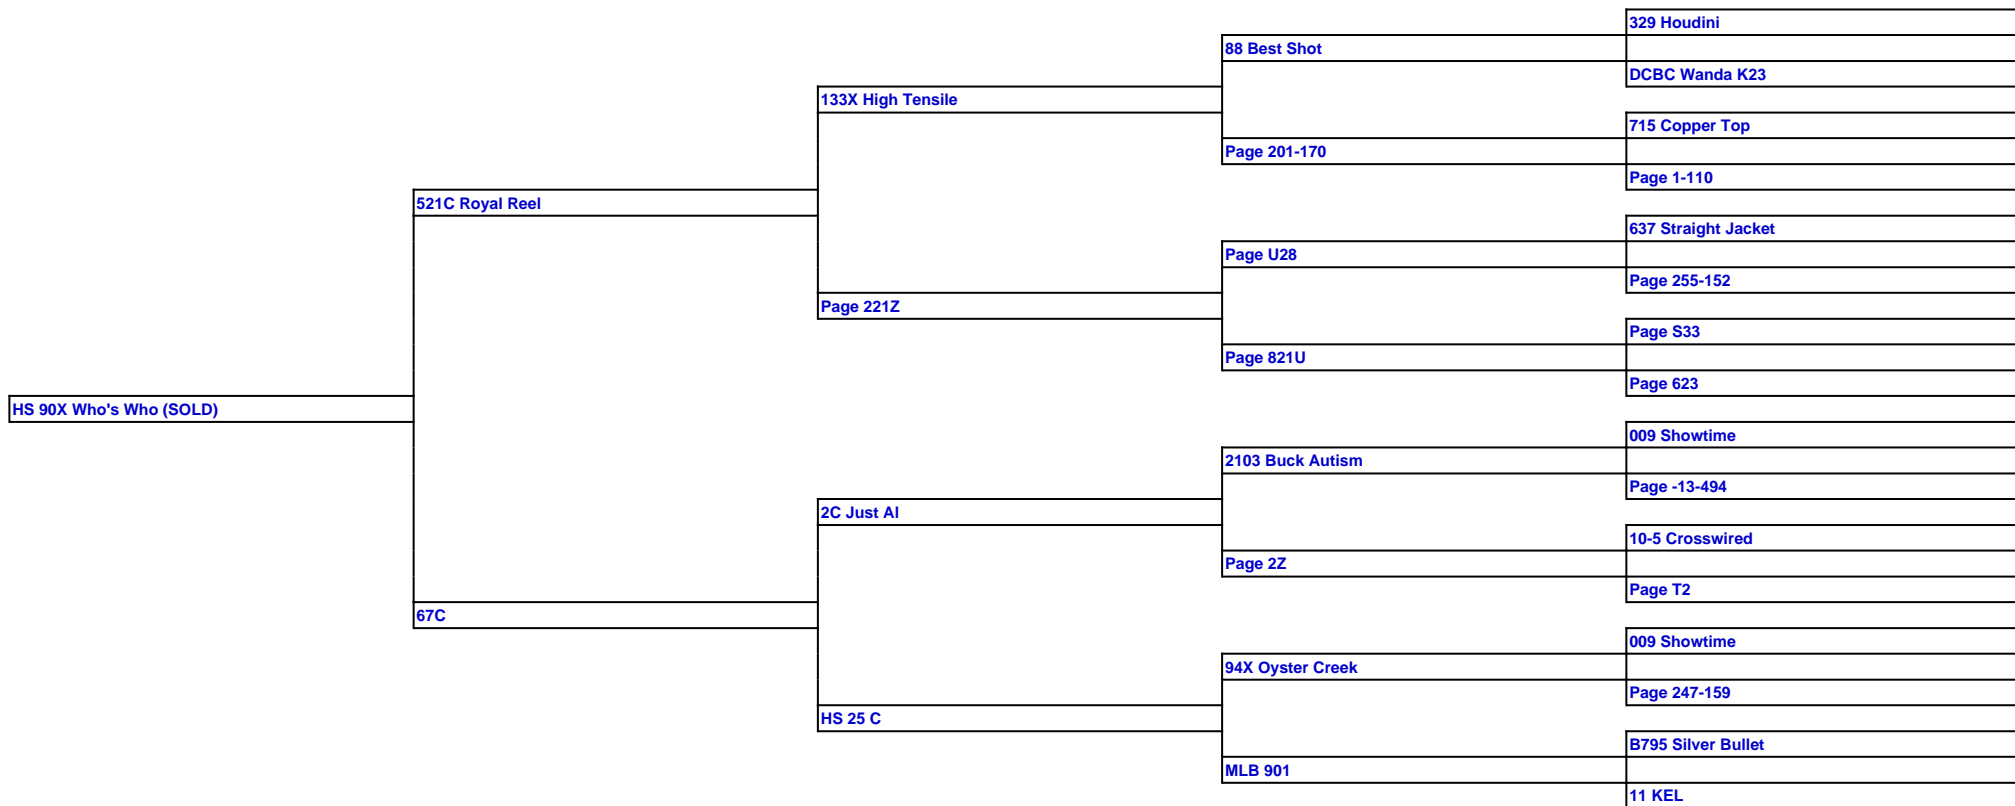 329 Houdini
88 Best Shot
DCBC Wanda K23
133X High Tensile
715 Copper Top
Page 201-170
Page 1-110
521C Royal Reel
637 Straight Jacket
Page U28
Page 255-152
Page 221Z
Page S33
Page 821U
Page 623
HS 90X Who's Who (SOLD)
009 Showtime
2103 Buck Autism
Page -13-494
2C Just Al
10-5 Crosswired
Page 2Z
Page T2
67C
009 Showtime
94X Oyster Creek
Page 247-159
HS 25 C
B795 Silver Bullet
MLB 901
11 KEL